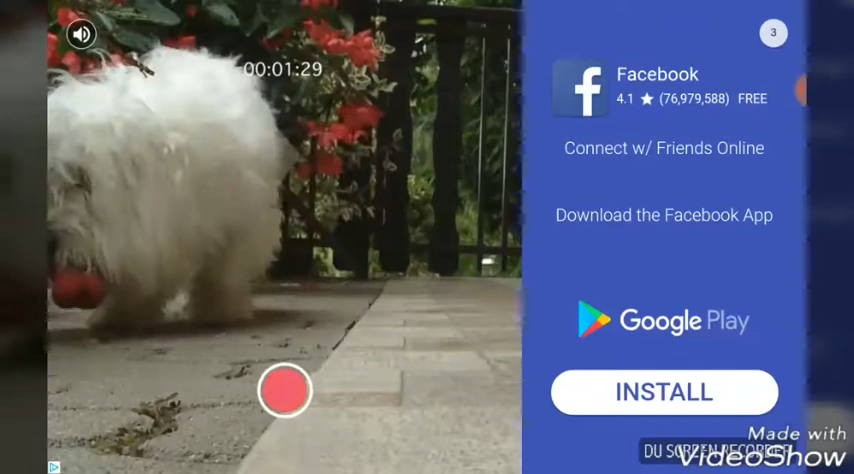 00:01:29
3
Facebook
4.1 ★ (76,979,588) FREE
Connect w/ Friends Online
Download the Facebook App
Google Play
INSTALL
DU SCREEN RECORDER
Made with
VideoShow